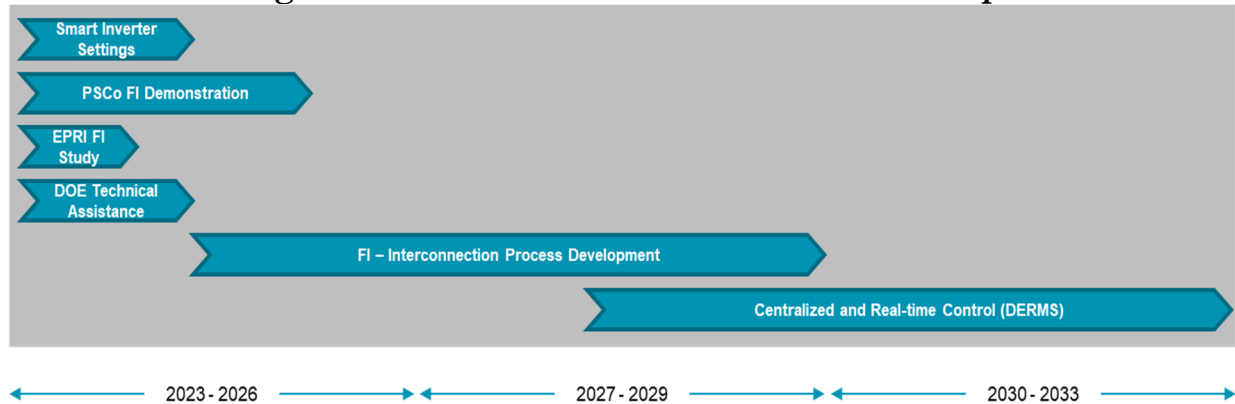 Smart Inverter
Settings
PSCo FI Demonstration
EPRI FI
Study
DOE Technical
Assistance
FI – Interconnection Process Development
Centralized and Real-time Control (DERMS)
2023 - 2026
2027 - 2029
2030 - 2033